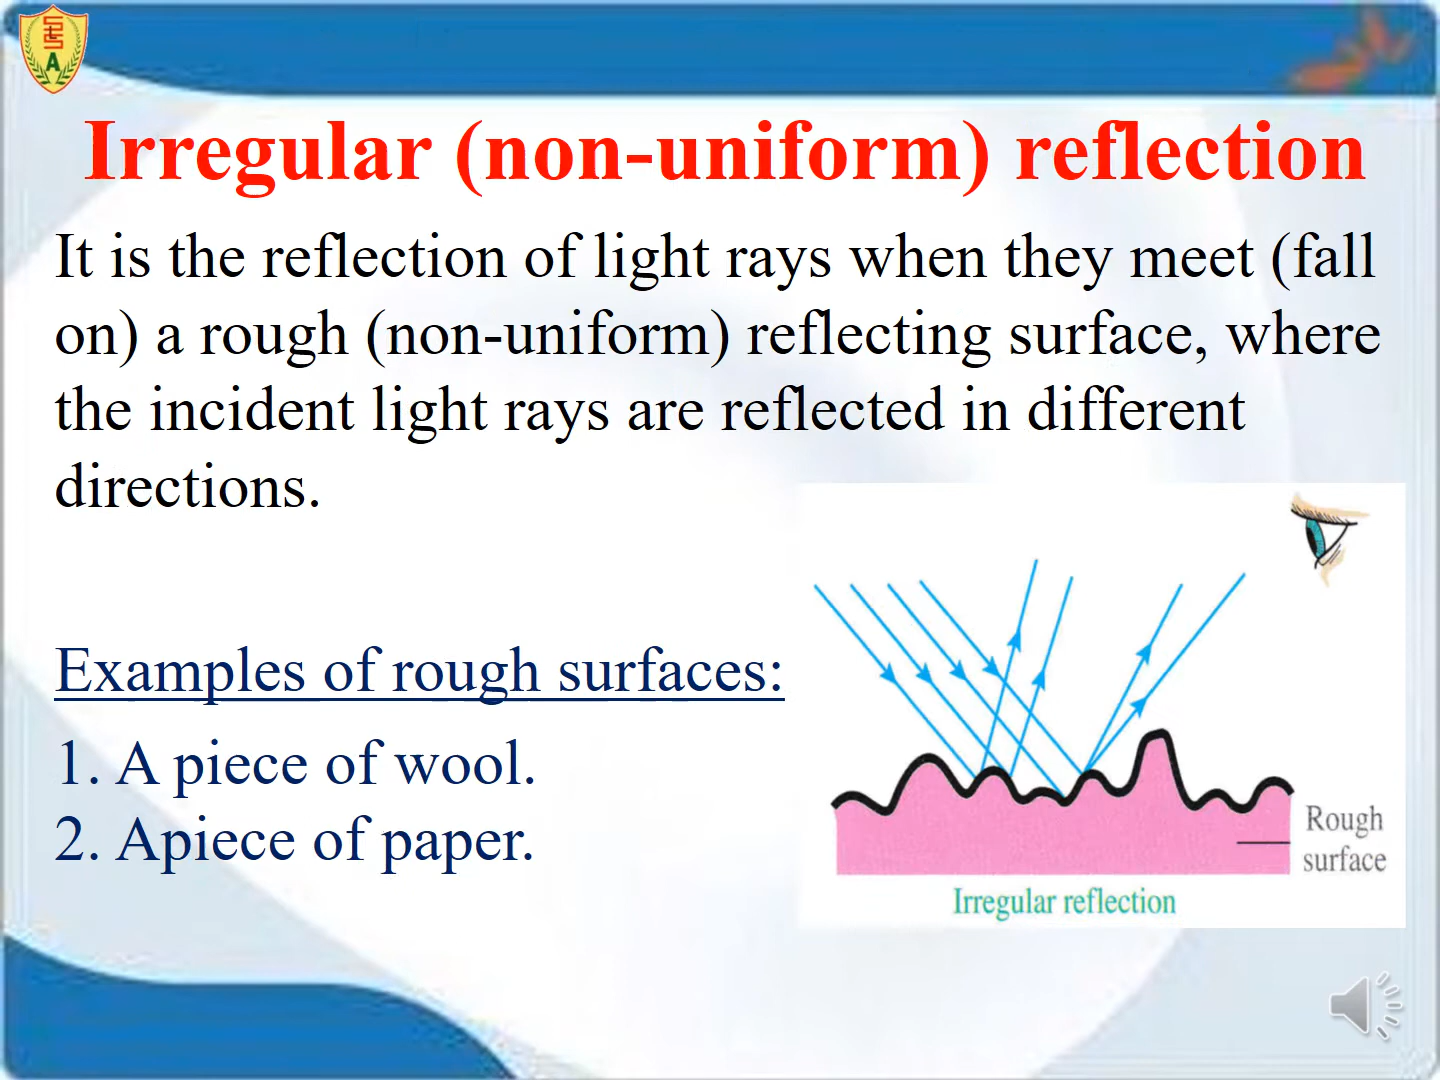 Irregular (non-uniform) reflection
It is the reflection of light rays when they meet (fall
on) a rough (non-uniform) reflecting surface, where
the incident light rays are reflected in different
directions.
Examples of rough surfaces:
1. A piece of wool.
2. Apiece of paper.
Rough
surface
Irregular reflection